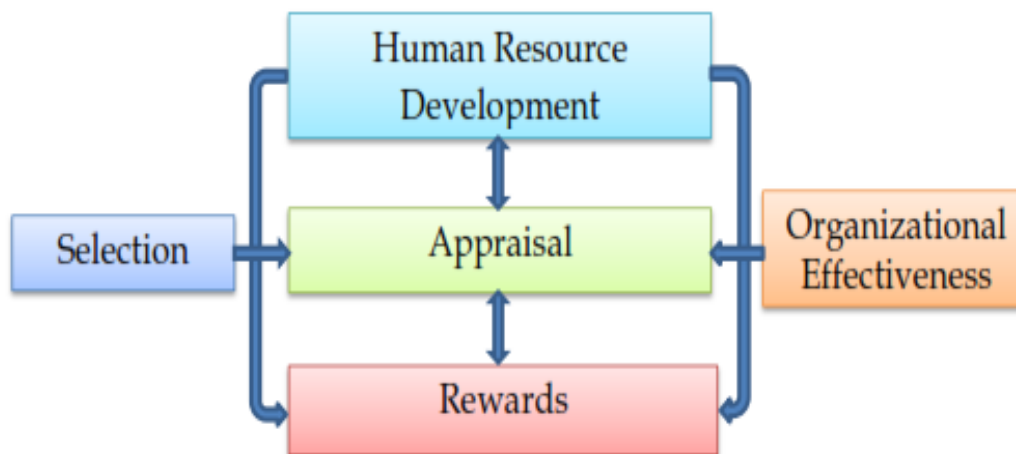 Human Resource
Development
Selection
Appraisal
Organizational
Effectiveness
Rewards